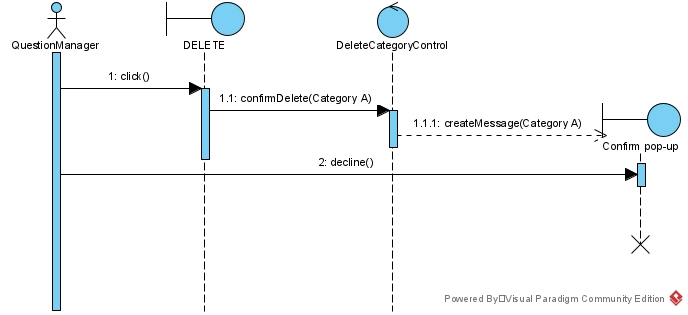 QuestionManager
DELETE
DeleteCategoryControl
1: click()
1.1: confirmDelete(Category A)
1.1.1: createMessage(Category A)
Confirm pop-up
2: decline()
Powered By Visual Paradigm Community Edition